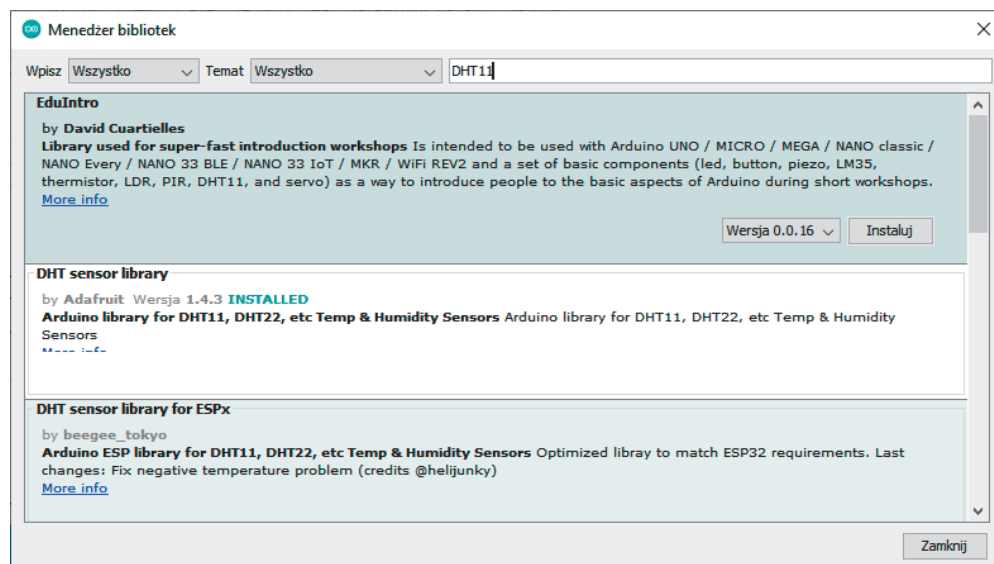 Menedżer bibliotek
Wpisz Wszystko Temat Wszystko DHT11
EduIntro
by David Cuartielles
Library used for super-fast introduction workshops Is intended to be used with Arduino UNO / MICRO / MEGA / NANO classic /
NANO Every / NANO 33 BLE / NANO 33 IoT / MKR / WiFi REV2 and a set of basic components (led, button, piezo, LM35,
thermistor, LDR, PIR, DHT11, and servo) as a way to introduce people to the basic aspects of Arduino during short workshops.
More info
Wersja 0.0.16 Instaluj
DHT sensor library
by Adafruit Wersja 1.4.3 INSTALLED
Arduino library for DHT11, DHT22, etc Temp & Humidity Sensors Arduino library for DHT11, DHT22, etc Temp & Humidity
Sensors
More info
DHT sensor library for ESPx
by beegee_tokyo
Arduino ESP library for DHT11, DHT22, etc Temp & Humidity Sensors Optimized libray to match ESP32 requirements. Last
changes: Fix negative temperature problem (credits @helijunky)
More info
Zamknij